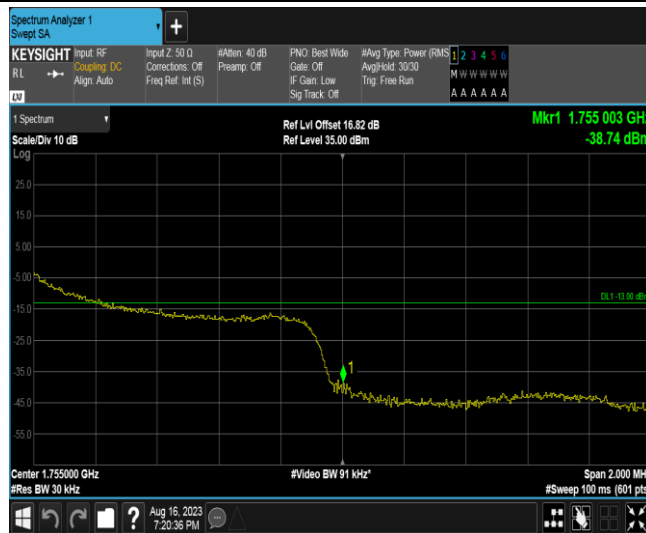 Spectrum Analyzer 1
Swept SA
+
KEYSIGHT
RL
LXI
Input: RF
Coupling: DC
Align: Auto
Input Z: 50 Ω
Corrections: Off
Freq Ref: Int (S)
#Atten: 40 dB
Preamp: Off
PNO: Best Wide
Gate: Off
IF Gain: Low
Sig Track: Off
#Avg Type: Power (RMS
Avg|Hold: 30/30
Trig: Free Run
1 2 3 4 5 6
M W W W W W
A A A A A A
1 Spectrum
Scale/Div 10 dB
Ref Lvl Offset 16.82 dB
Ref Level 35.00 dBm
Mkr1 1.755 003 GHz
-38.74 dBm
Log
25.0
15.0
5.00
-5.00
DL1 -13.00 dBm
-15.0
-25.0
1
-35.0
-45.0
-55.0
Center 1.755000 GHz
#Video BW 91 kHz*
Span 2.000 MH
#Res BW 30 kHz
#Sweep 100 ms (601 pts
?
Aug 16, 2023
7:20:36 PM